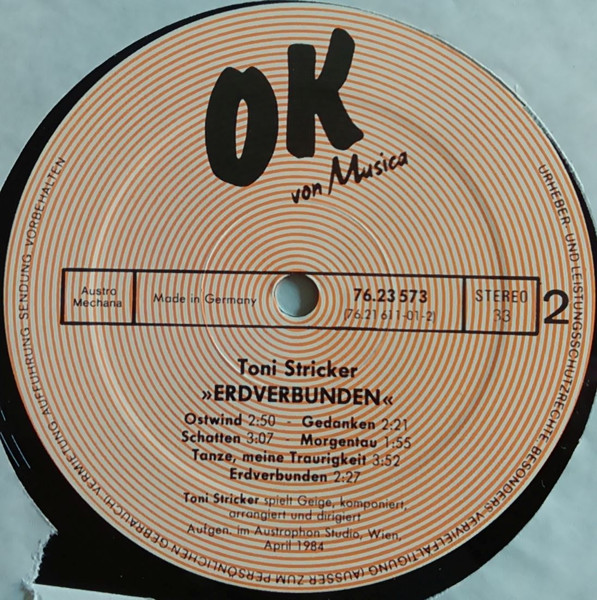 OK
von Musica
Austro
Mechana
Made in Germany
76.23 573
(76.21 611-01-2)
STEREO
33
2
Toni Stricker
»ERDVERBUNDEN«
Ostwind 2:50 - Gedanken 2:21
Schatten 3:07 - Morgentau 1:55
Tanze, meine Traurigkeit 3:52
Erdverbunden 2:27
Toni Stricker spielt Geige, komponiert,
arrangiert und dirigiert
Aufgen. im Austrophon Studio, Wien,
April 1984
URHEBER- UND LEISTUNGSSCHUTZRECHTE BESONDERS VERVIELFÄLTIGUNG (AUSSER ZUM PERSÖNLICHEN GEBRAUCH) VERMIETUNG AUFFÜHRUNG SENDUNG VORBEHALTEN